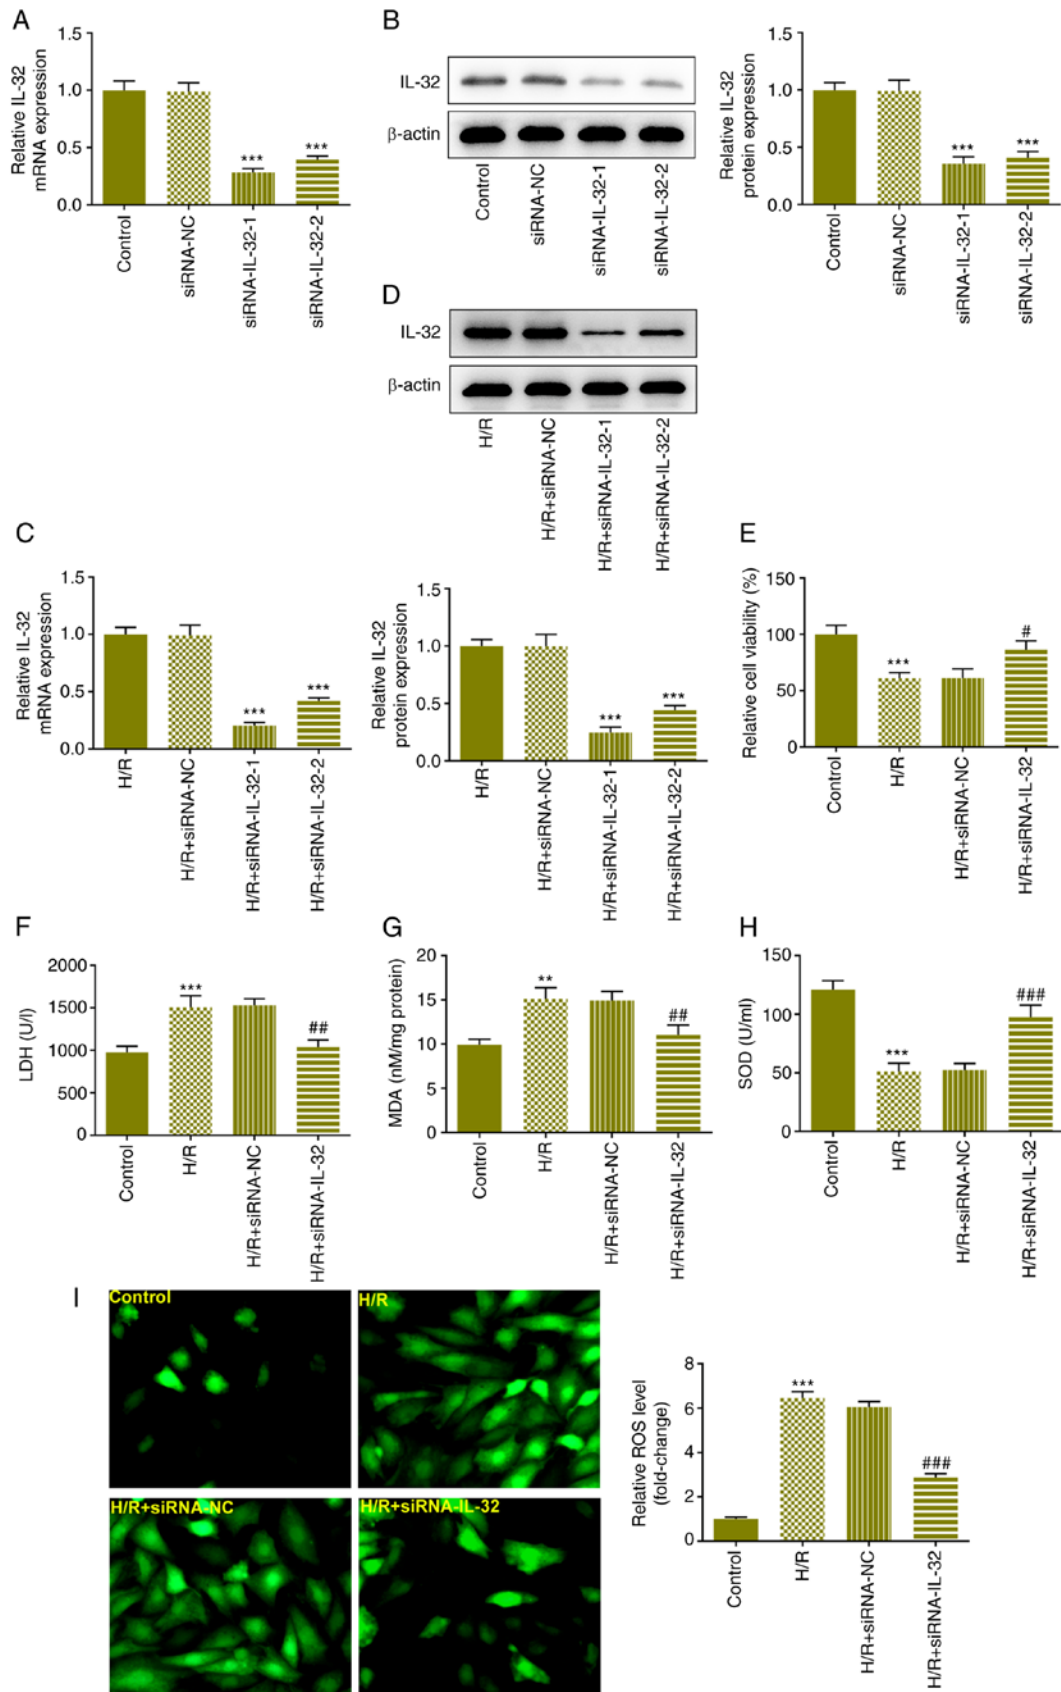 A
Relative IL-32
mRNA expression
1.5
1.0
0.5
0.0
***
***
Control
siRNA-NC
siRNA-IL-32-1
siRNA-IL-32-2
B
IL-32
β-actin
Control
siRNA-NC
siRNA-IL-32-1
siRNA-IL-32-2
Relative IL-32
protein expression
1.5
1.0
0.5
0.0
***
***
Control
siRNA-NC
siRNA-IL-32-1
siRNA-IL-32-2
D
IL-32
β-actin
H/R
H/R+siRNA-NC
H/R+siRNA-IL-32-1
H/R+siRNA-IL-32-2
C
Relative IL-32
mRNA expression
1.5
1.0
0.5
0.0
***
***
H/R
H/R+siRNA-NC
H/R+siRNA-IL-32-1
H/R+siRNA-IL-32-2
Relative IL-32
protein expression
1.5
1.0
0.5
0.0
***
***
H/R
H/R+siRNA-NC
H/R+siRNA-IL-32-1
H/R+siRNA-IL-32-2
E
Relative cell viability (%)
150
100
50
0
***
#
Control
H/R
H/R+siRNA-NC
H/R+siRNA-IL-32
F
LDH (U/l)
2000
1500
1000
500
0
***
##
Control
H/R
H/R+siRNA-NC
H/R+siRNA-IL-32
G
MDA (nM/mg protein)
20
15
10
5
0
**
##
Control
H/R
H/R+siRNA-NC
H/R+siRNA-IL-32
H
SOD (U/ml)
150
100
50
0
***
###
Control
H/R
H/R+siRNA-NC
H/R+siRNA-IL-32
I
Control
H/R
H/R+siRNA-NC
H/R+siRNA-IL-32
Relative ROS level
(fold-change)
8
6
4
2
0
***
###
Control
H/R
H/R+siRNA-NC
H/R+siRNA-IL-32